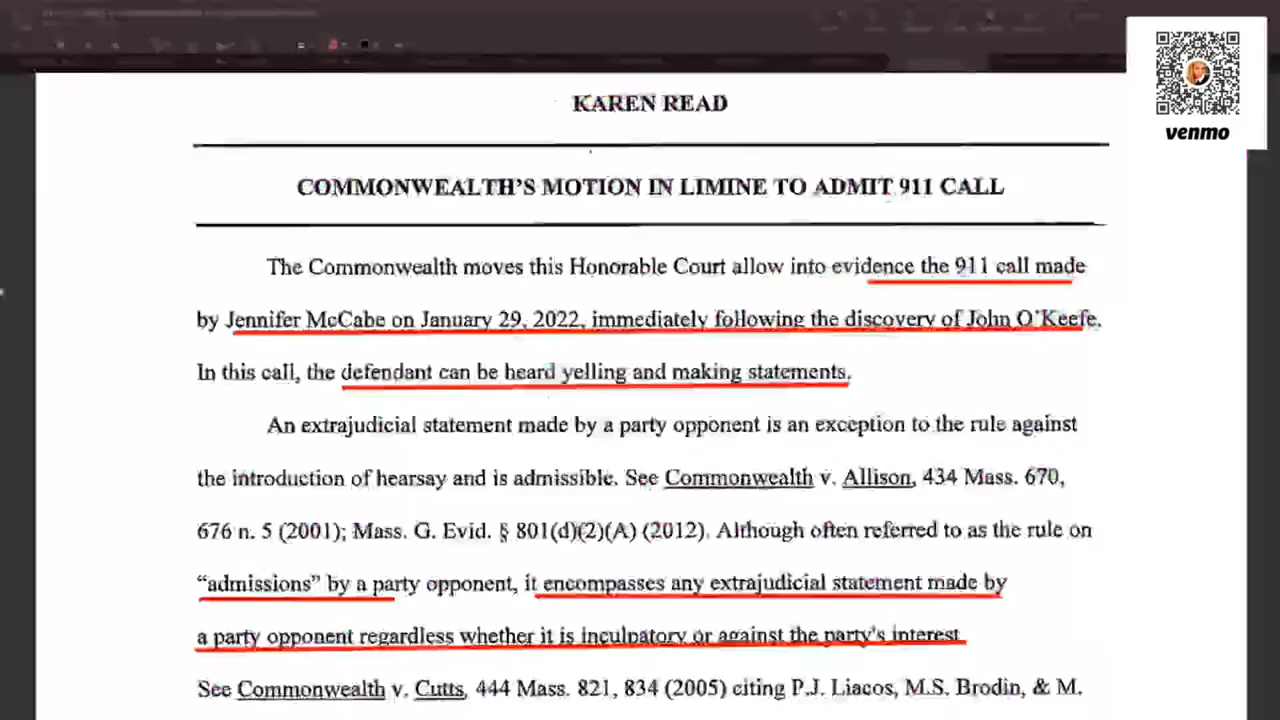 venmo
KAREN READ
COMMONWEALTH'S MOTION IN LIMINE TO ADMIT 911 CALL
The Commonwealth moves this Honorable Court allow into evidence the 911 call made
by Jennifer McCabe on January 29, 2022, immediately following the discovery of John O'Keefe.
In this call, the defendant can be heard yelling and making statements.
An extrajudicial statement made by a party opponent is an exception to the rule against
the introduction of hearsay and is admissible. See Commonwealth v. Allison, 434 Mass. 670,
676 n. 5 (2001); Mass. G. Evid. § 801(d)(2)(A) (2012). Although often referred to as the rule on
“admissions” by a party opponent, it encompasses any extrajudicial statement made by
a party opponent regardless whether it is inculpatory or against the party's interest
See Commonwealth v. Cutts, 444 Mass. 821, 834 (2005) citing P.J. Liacos, M.S. Brodin, & M.